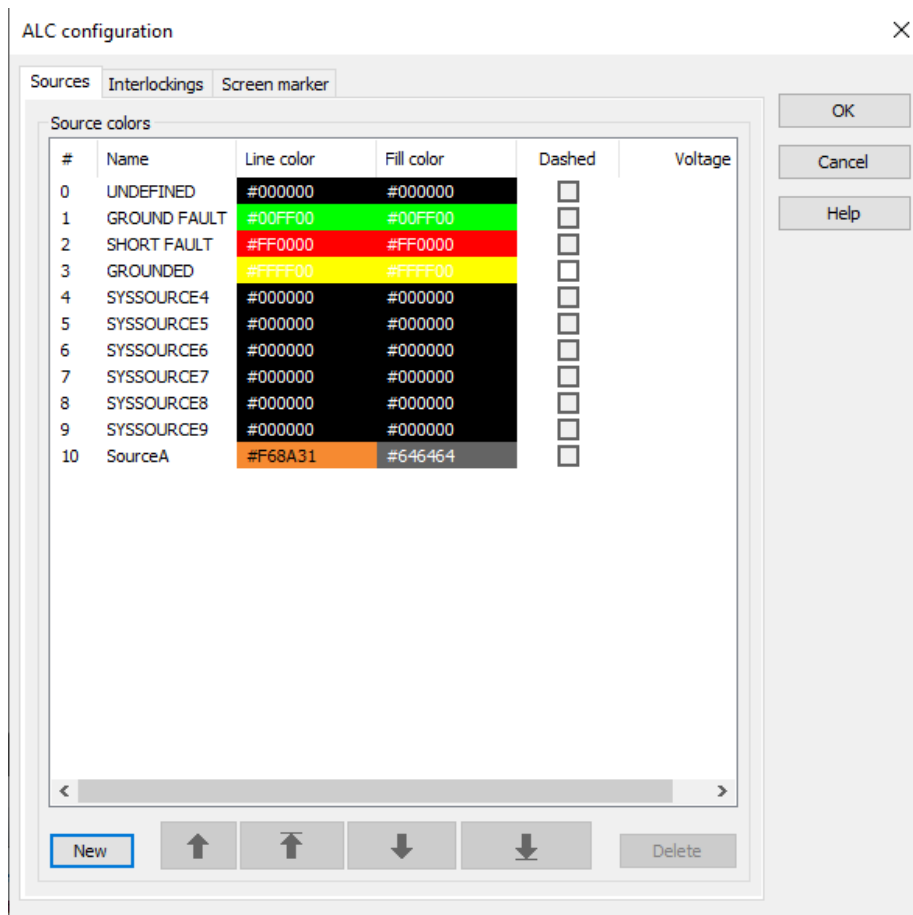 ALC configuration
Sources Interlockings Screen marker
OK
Cancel
Help
Source colors
# Name Line color Fill color Dashed Voltage
0 UNDEFINED #000000 #000000
1 GROUND FAULT #00FF00 #00FF00
2 SHORT FAULT #FF0000 #FF0000
3 GROUNDED #FFFF00 #FFFF00
4 SYSSOURCE4 #000000 #000000
5 SYSSOURCE5 #000000 #000000
6 SYSSOURCE6 #000000 #000000
7 SYSSOURCE7 #000000 #000000
8 SYSSOURCE8 #000000 #000000
9 SYSSOURCE9 #000000 #000000
10 SourceA #F68A31 #646464
New Delete